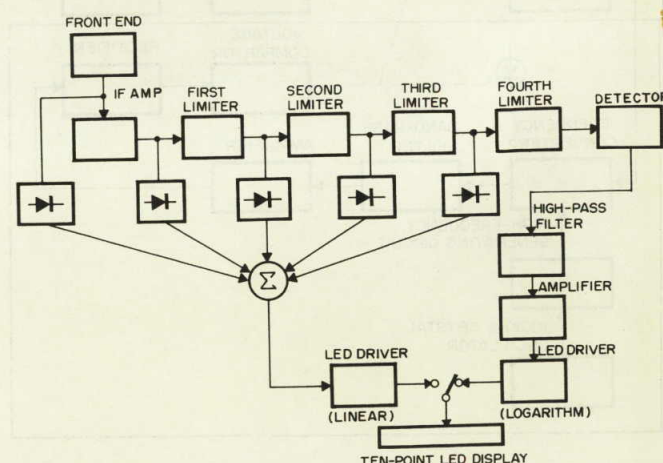 FRONT END
IF AMP
FIRST
LIMITER
SECOND
LIMITER
THIRD
LIMITER
FOURTH
LIMITER
DETECTOR
HIGH-PASS
FILTER
AMPLIFIER
Σ
LED DRIVER
(LINEAR)
LED DRIVER
(LOGARITHM)
TEN-POINT LED DISPLAY